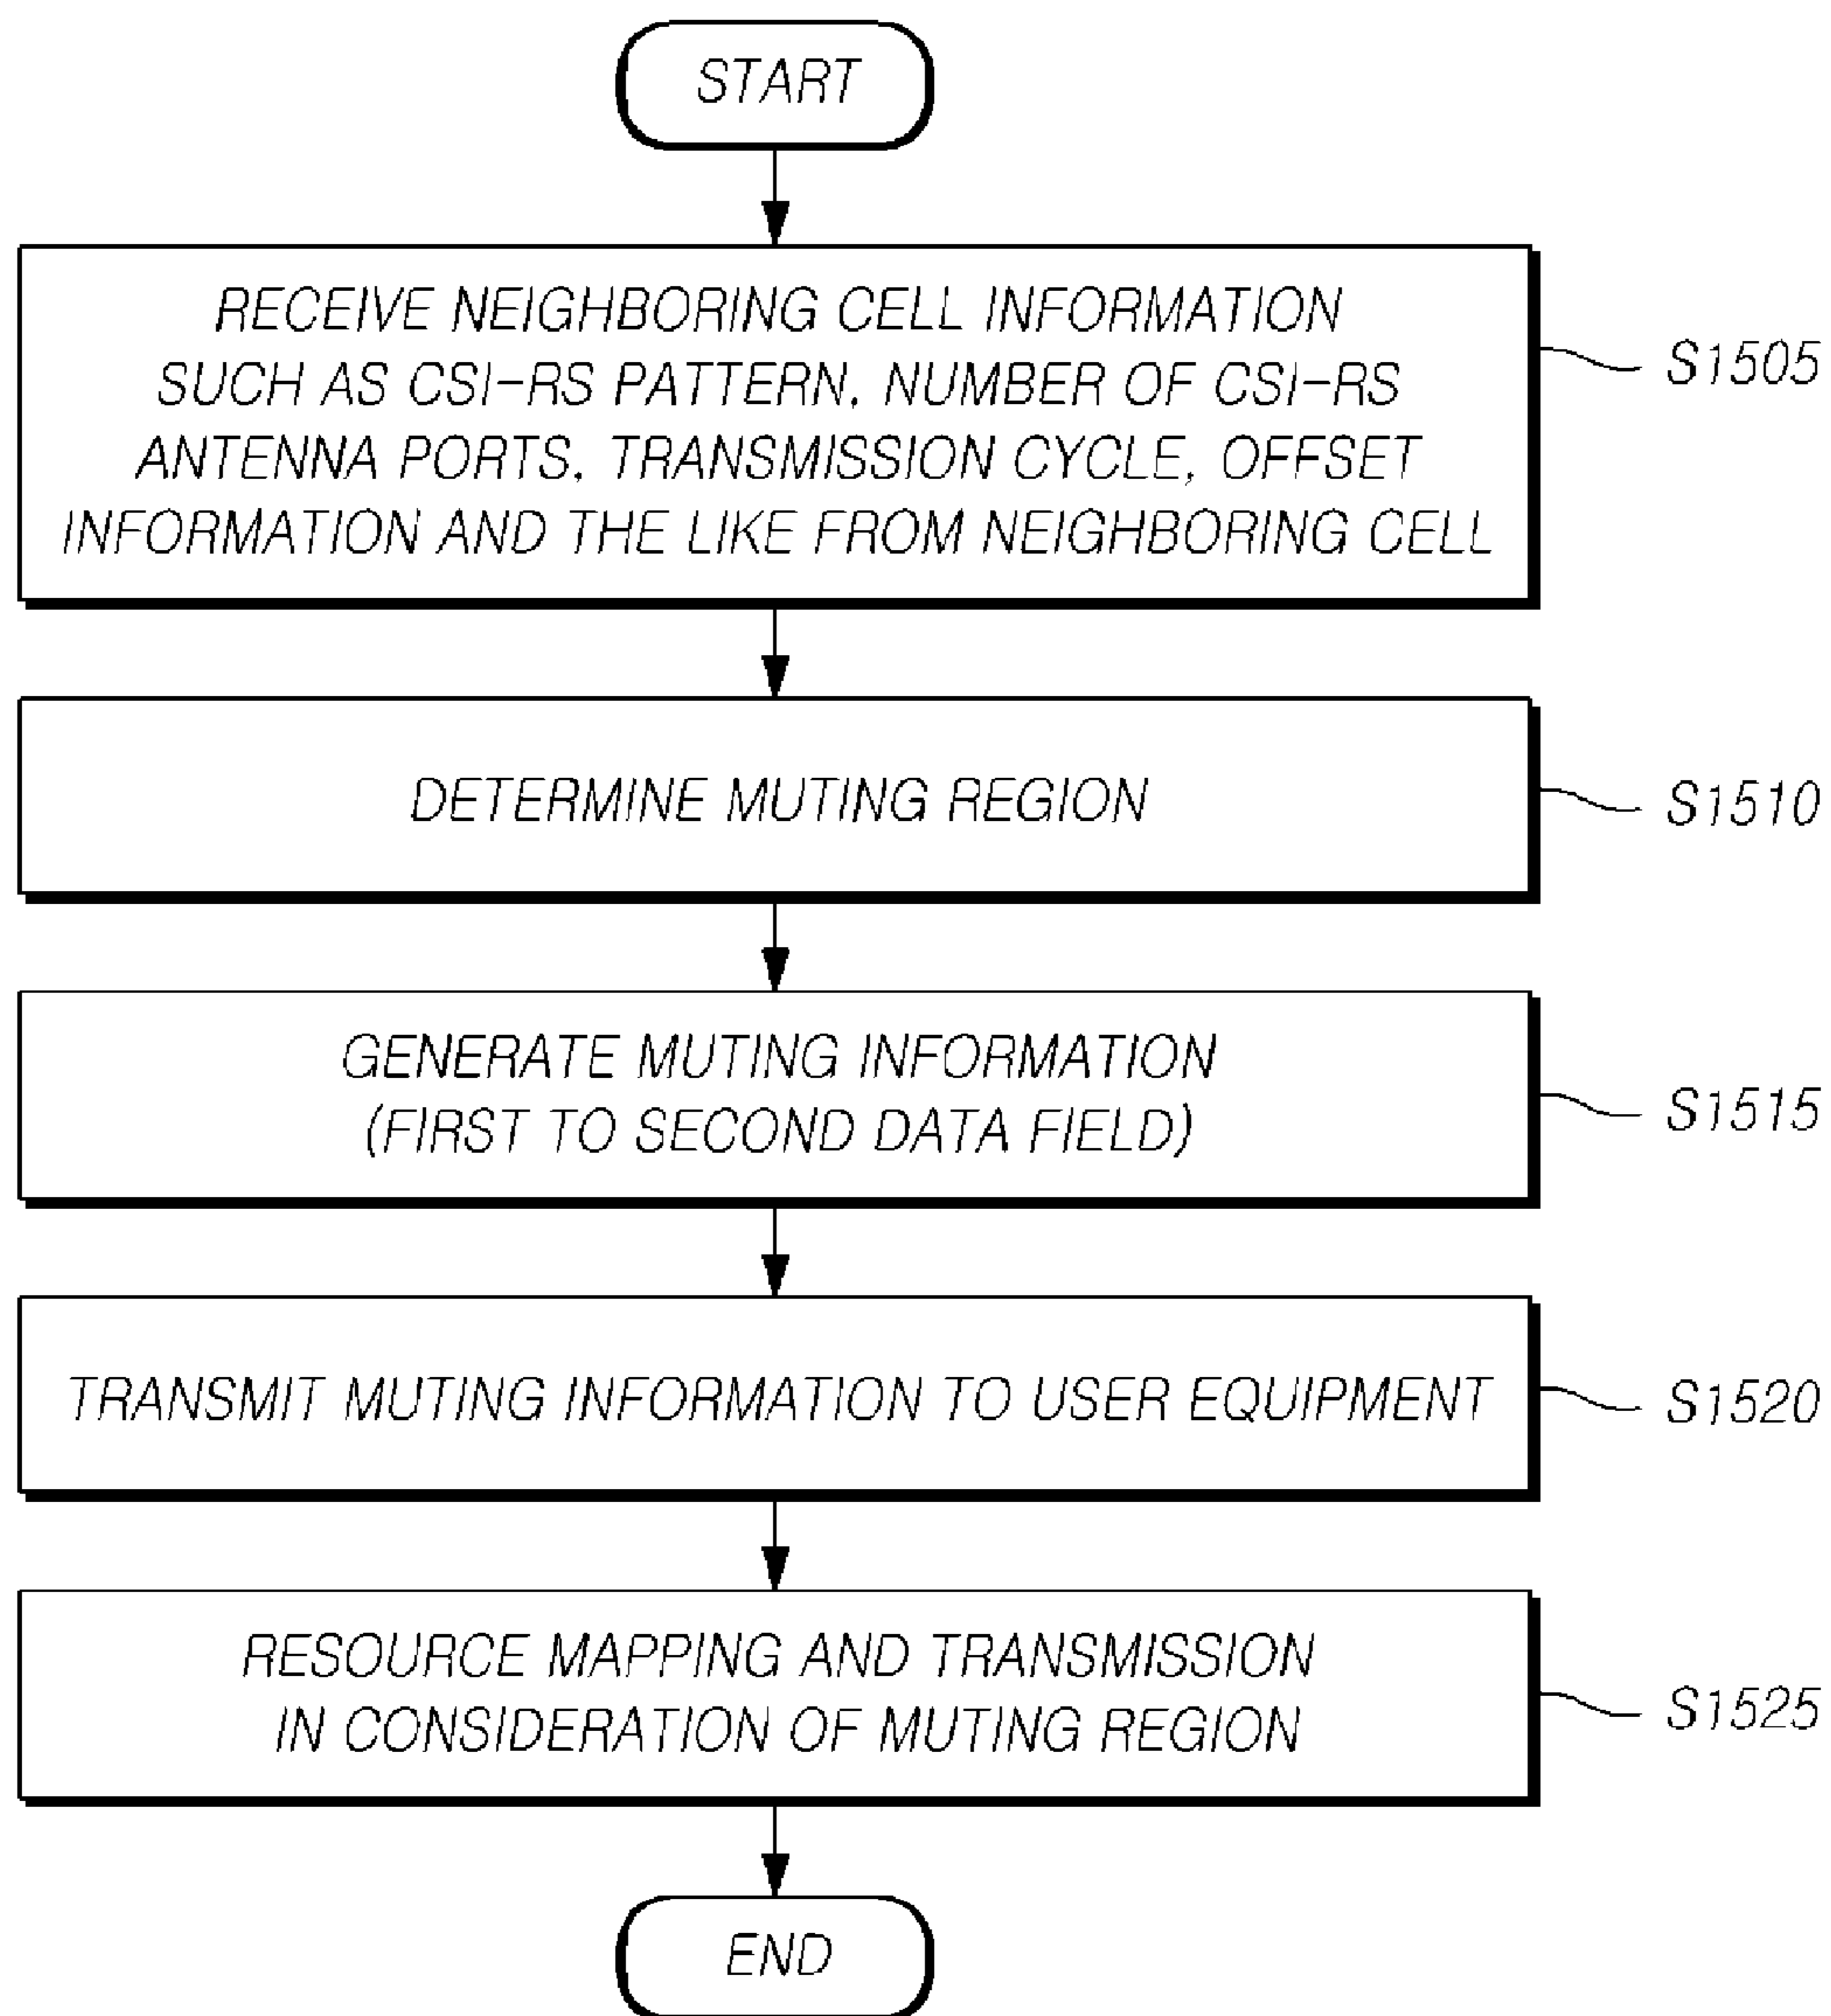 START
RECEIVE NEIGHBORING CELL INFORMATION
SUCH AS CSI-RS PATTERN, NUMBER OF CSI-RS
ANTENNA PORTS, TRANSMISSION CYCLE, OFFSET
INFORMATION AND THE LIKE FROM NEIGHBORING CELL
S1505
DETERMINE MUTING REGION
S1510
GENERATE MUTING INFORMATION
(FIRST TO SECOND DATA FIELD)
S1515
TRANSMIT MUTING INFORMATION TO USER EQUIPMENT
S1520
RESOURCE MAPPING AND TRANSMISSION
IN CONSIDERATION OF MUTING REGION
S1525
END